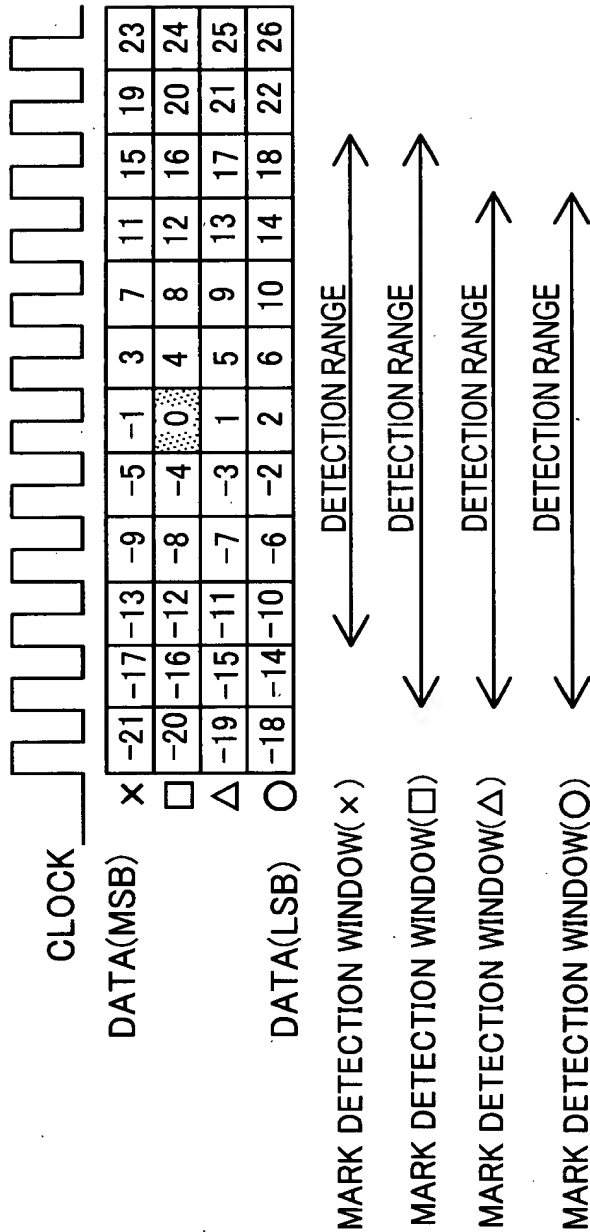 CLOCK
DATA(MSB)
× -21 -17 -13 -9 -5 -1 3 7 11 15 19 23
□ -20 -16 -12 -8 -4 0 4 8 12 16 20 24
△ -19 -15 -11 -7 -3 1 5 9 13 17 21 25
DATA(LSB) ○ -18 -14 -10 -6 -2 2 6 10 14 18 22 26
MARK DETECTION WINDOW(×) DETECTION RANGE
MARK DETECTION WINDOW(□) DETECTION RANGE
MARK DETECTION WINDOW(△) DETECTION RANGE
MARK DETECTION WINDOW(○) DETECTION RANGE